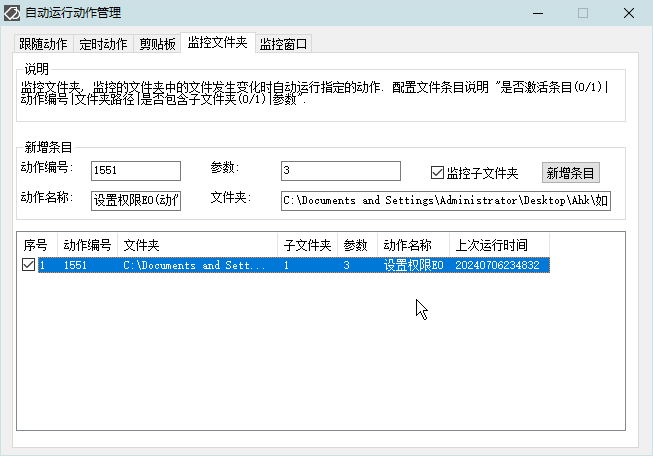 自动运行动作管理
跟随动作 定时动作 剪贴板 监控文件夹 监控窗口
说明
监控文件夹, 监控的文件夹中的文件发生变化时自动运行指定的动作. 配置文件条目说明 "是否激活条目(0/1)|
动作编号|文件夹路径|是否包含子文件夹(0/1)|参数".
新增条目
动作编号: 1551 参数: 3 监控子文件夹 新增条目
动作名称: 设置权限E0(动作 文件夹: C:\Documents and Settings\Administrator\Desktop\Ahk\如
序号 动作编号 文件夹 子文件夹 参数 动作名称 上次运行时间
1 1551 C:\Documents and Sett... 1 3 设置权限E0 20240706234832